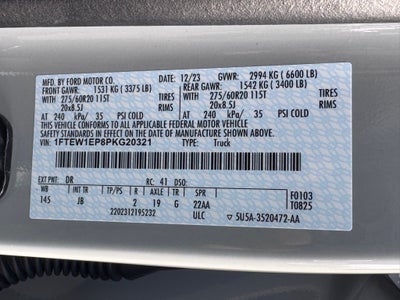 MFD. BY FORD MOTOR CO. DATE: 12/23 GVWR: 2994 KG ( 6600 LB)
FRONT GAWR: 1531 KG ( 3375 LB) REAR GAWR: 1542 KG ( 3400 LB)
WITH TIRES WITH TIRES
275/60R20 115T 275/60R20 115T
20x8.5J RIMS 20x8.5J RIMS
AT 240 kPa/ 35 PSI COLD AT 240 kPa/ 35 PSI COLD
THIS VEHICLE CONFORMS TO ALL APPLICABLE FEDERAL MOTOR VEHICLE
SAFETY AND THEFT PREVENTION STANDARDS IN EFFECT ON THE DATE OF MANUFACTURE SHOWN ABOVE.
VIN: 1FTEW1EP8PKG20321 TYPE: Truck
EXT PNT: DR RC: 41 DSO:
WB INT TR TP/PS R AXLE TR SPR F0103
145 JB 2 19 G 22AA T0825
2202312195232 ULC 5U5A-3520472-AA